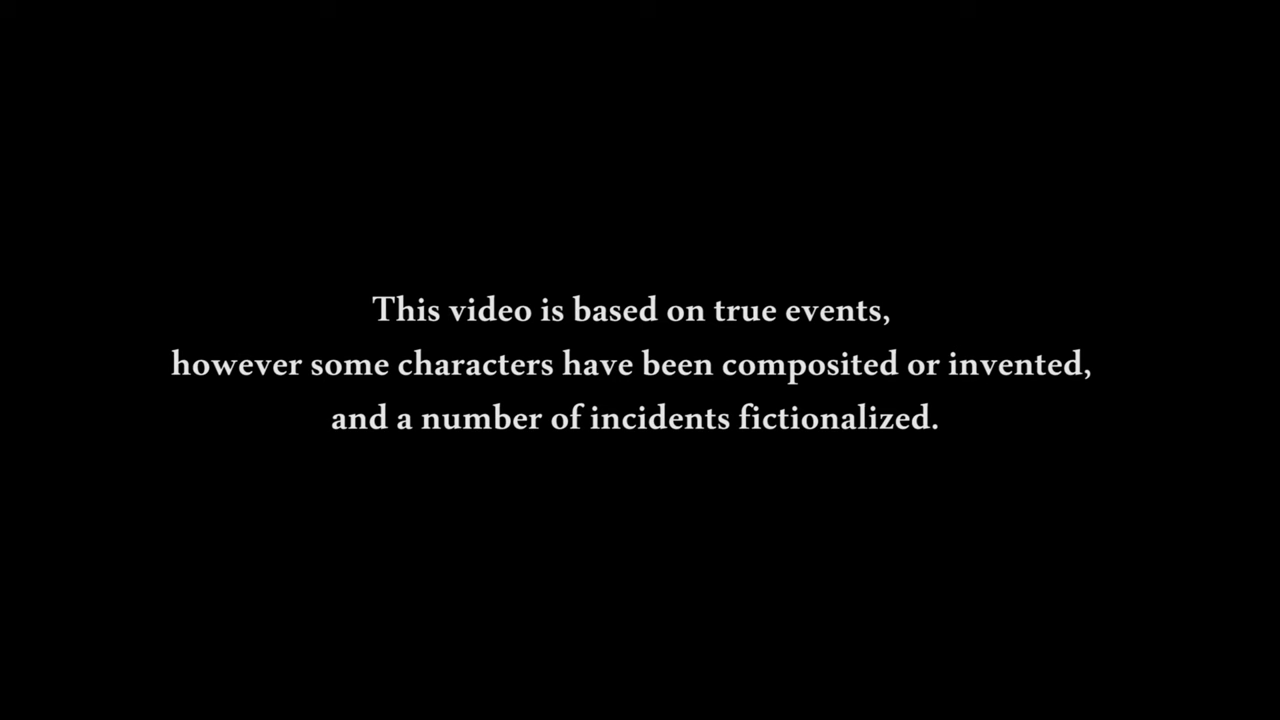 This video is based on true events,
however some characters have been composited or invented,
and a number of incidents fictionalized.